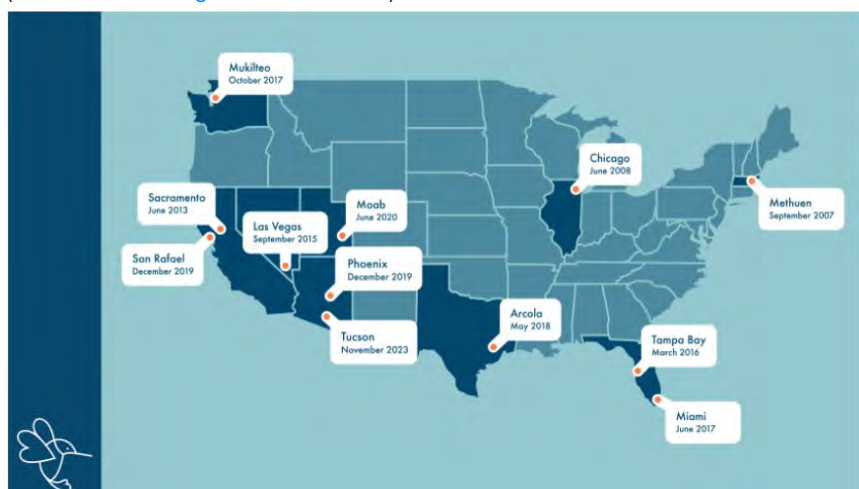 Mukilteo
October 2017
Chicago
June 2008
Methuen
September 2007
Sacramento
June 2013
Las Vegas
September 2015
Moab
June 2020
San Rafael
December 2019
Phoenix
December 2019
Tucson
November 2023
Arcola
May 2018
Tampa Bay
March 2016
Miami
June 2017